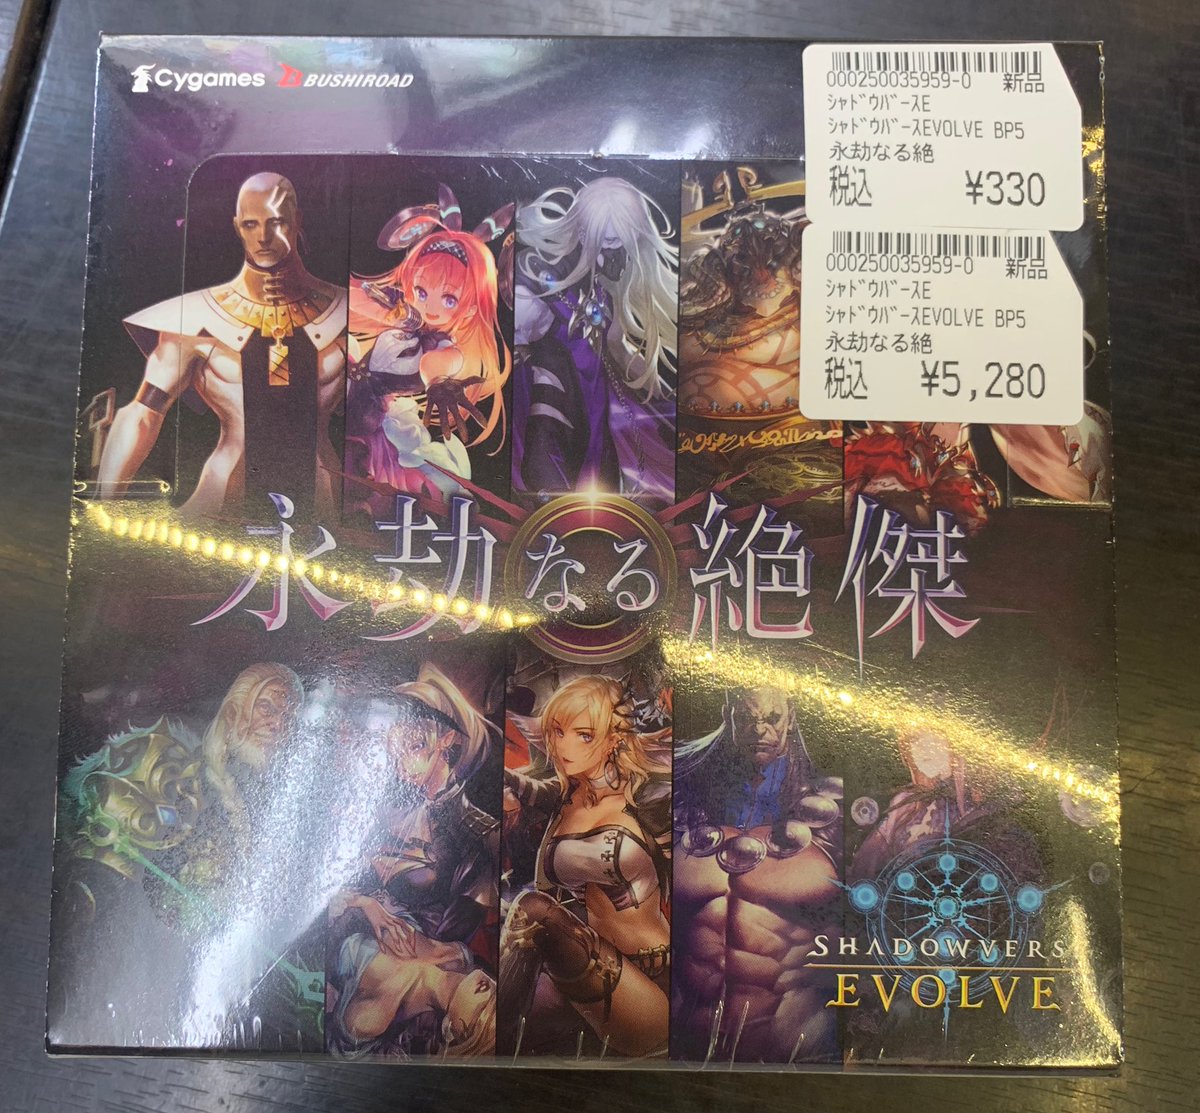 Cygames BUSHIROAD
000250035959-0 新品
ｼｬﾄﾞｳﾊﾞｰｽE
ｼｬﾄﾞｳﾊﾞｰｽEVOLVE BP5
永劫なる絶
税込 ¥330
000250035959-0 新品
ｼｬﾄﾞｳﾊﾞｰｽE
ｼｬﾄﾞｳﾊﾞｰｽEVOLVE BP5
永劫なる絶
税込 ¥5,280
永劫なる絶傑
SHADOWVERS
EVOLVE